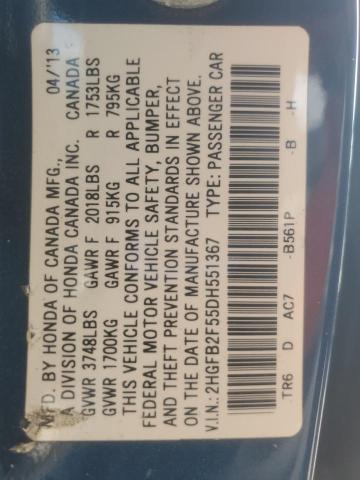 MFD. BY HONDA OF CANADA MFG., 04/'13
A DIVISION OF HONDA CANADA INC. CANADA
GVWR 3748LBS GAWR F 2018LBS R 1753LBS
GVWR 1700KG GAWR F 915KG R 795KG
THIS VEHICLE CONFORMS TO ALL APPLICABLE
FEDERAL MOTOR VEHICLE SAFETY, BUMPER,
AND THEFT PREVENTION STANDARDS IN EFFECT
ON THE DATE OF MANUFACTURE SHOWN ABOVE.
V.I.N.: 2HGFB2F55DH551367 TYPE: PASSENGER CAR
TR6 D AC7 -B561P -B -H